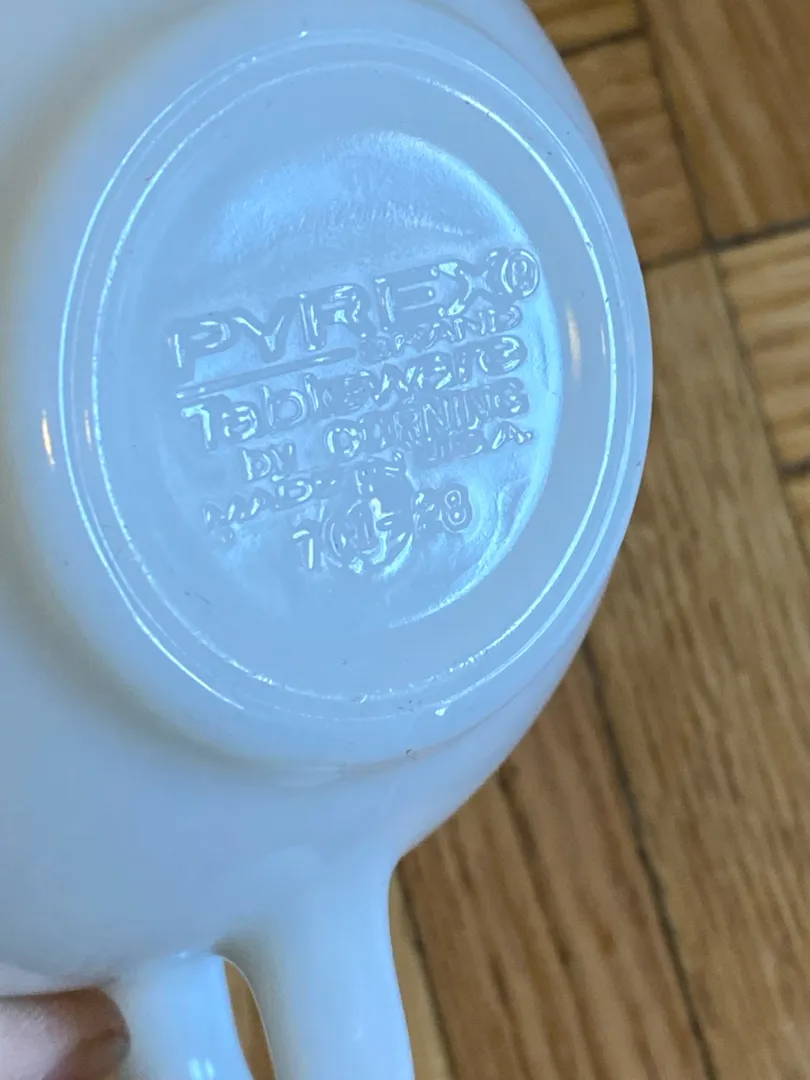 PYREX®
BRAND
Tableware
by CORNING
MADE IN U.S.A.